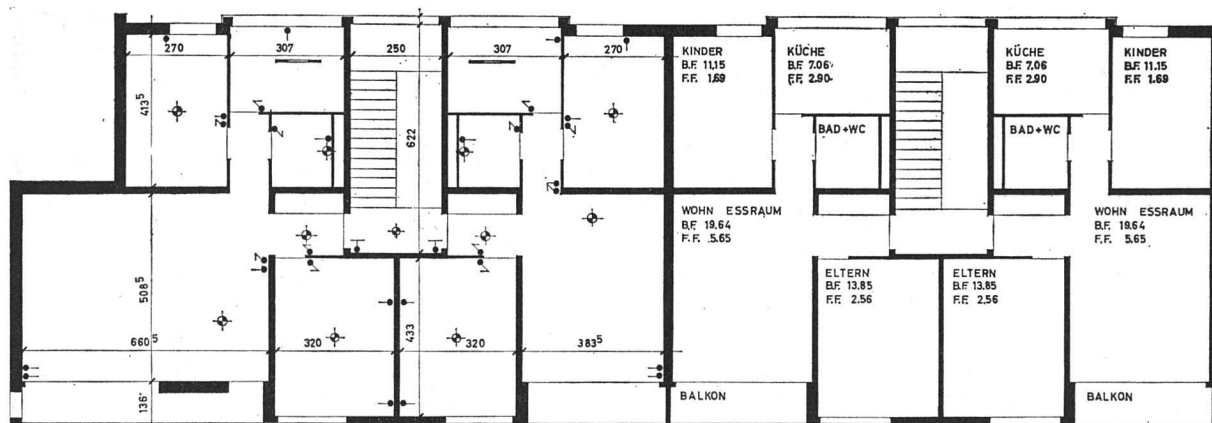 270
307
250
307
270
413⁵
622
508⁵
433
660⁵
320
320
383⁵
136
KINDER
B.F. 11,15
F.F. 1.69
KÜCHE
B.F. 7.06
F.F. 2.90
KÜCHE
B.F. 7,06
F.F. 2.90
KINDER
B.F. 11,15
F.F. 1.69
BAD+WC
BAD+WC
WOHN ESSRAUM
B.F. 19.64
F.F. 5.65
WOHN ESSRAUM
B.F. 19.64
F.F. 5.65
ELTERN
B.F. 13.85
F.F. 2.56
ELTERN
B.F. 13.85
F.F. 2,56
BALKON
BALKON